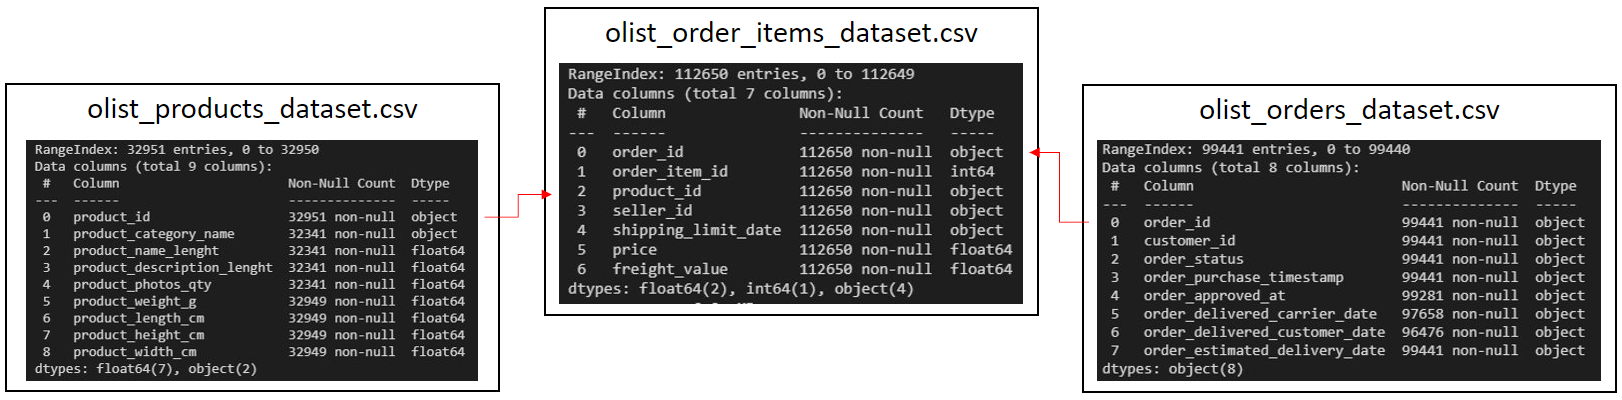 olist_products_dataset.csv
RangeIndex: 32951 entries, 0 to 32950
Data columns (total 9 columns):
#   Column   Non-Null Count   Dtype
---   ------   --------------   -----
0   product_id   32951 non-null   object
1   product_category_name   32341 non-null   object
2   product_name_lenght   32341 non-null   float64
3   product_description_lenght   32341 non-null   float64
4   product_photos_qty   32341 non-null   float64
5   product_weight_g   32949 non-null   float64
6   product_length_cm   32949 non-null   float64
7   product_height_cm   32949 non-null   float64
8   product_width_cm   32949 non-null   float64
dtypes: float64(7), object(2)
olist_order_items_dataset.csv
RangeIndex: 112650 entries, 0 to 112649
Data columns (total 7 columns):
#   Column   Non-Null Count   Dtype
---   ------   --------------   -----
0   order_id   112650 non-null   object
1   order_item_id   112650 non-null   int64
2   product_id   112650 non-null   object
3   seller_id   112650 non-null   object
4   shipping_limit_date   112650 non-null   object
5   price   112650 non-null   float64
6   freight_value   112650 non-null   float64
dtypes: float64(2), int64(1), object(4)
olist_orders_dataset.csv
RangeIndex: 99441 entries, 0 to 99440
Data columns (total 8 columns):
#   Column   Non-Null Count   Dtype
---   ------   --------------   -----
0   order_id   99441 non-null   object
1   customer_id   99441 non-null   object
2   order_status   99441 non-null   object
3   order_purchase_timestamp   99441 non-null   object
4   order_approved_at   99281 non-null   object
5   order_delivered_carrier_date   97658 non-null   object
6   order_delivered_customer_date   96476 non-null   object
7   order_estimated_delivery_date   99441 non-null   object
dtypes: object(8)